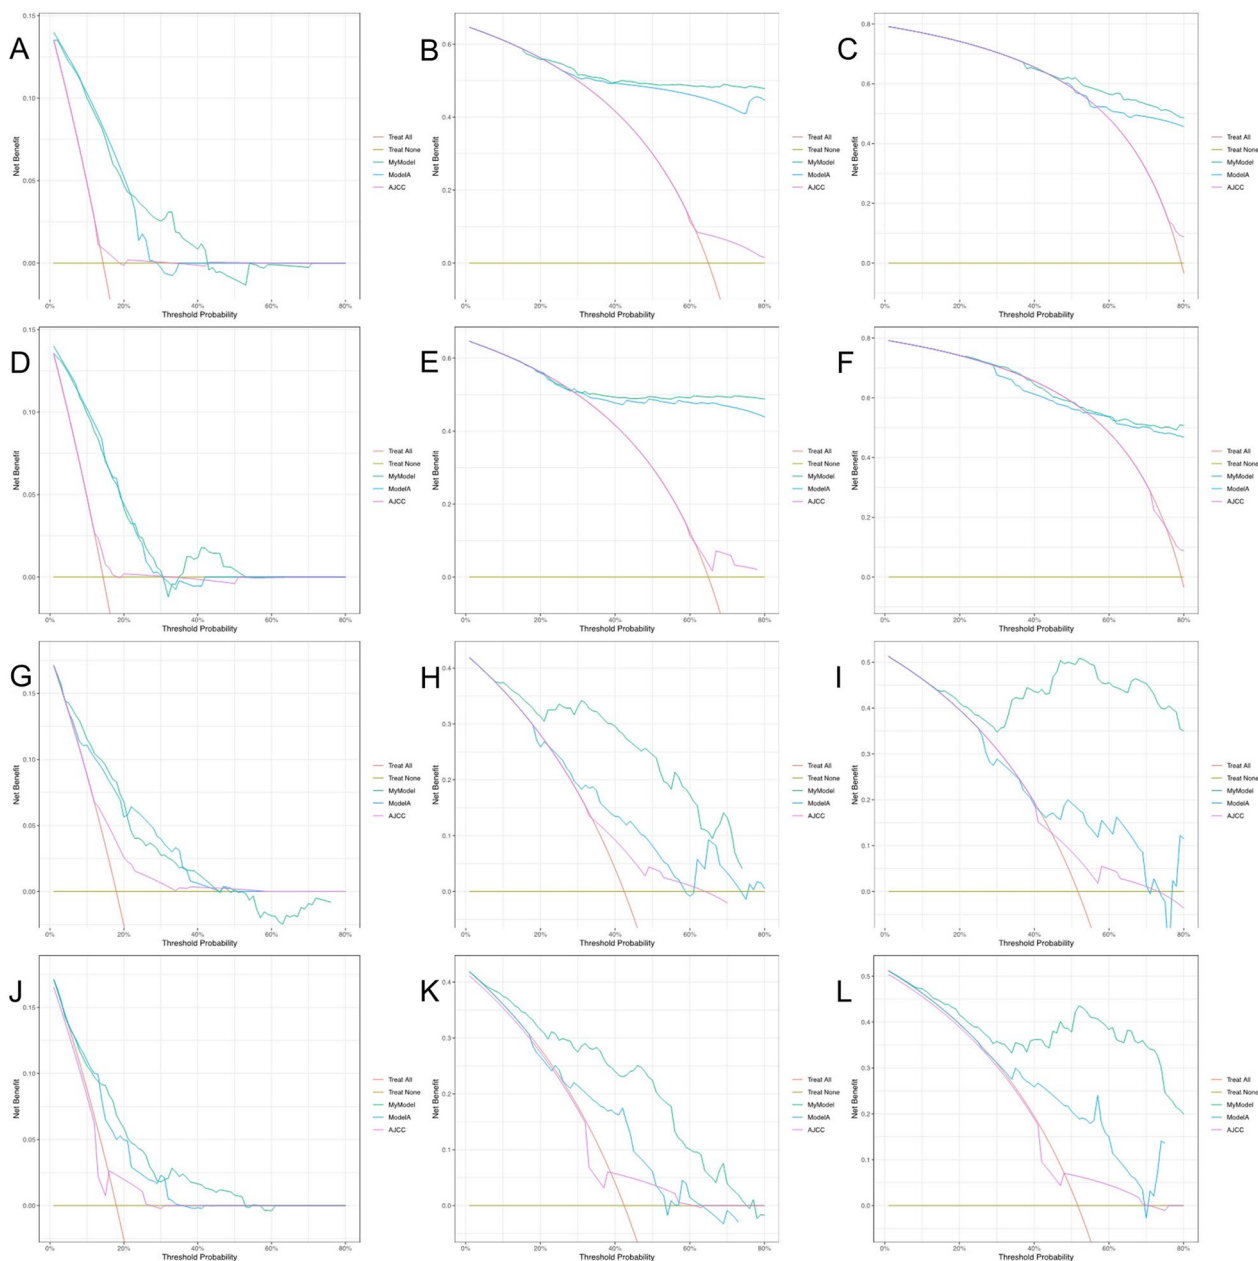 A
0.15
0.10
0.05
0.00
Net Benefit
0% 20% 40% 60% 80%
Threshold Probability
Treat All
Treat None
MyModel
ModelA
AJCC
B
0.6
0.4
0.2
0.0
Net Benefit
0% 20% 40% 60% 80%
Threshold Probability
Treat All
Treat None
MyModel
ModelA
AJCC
C
0.8
0.6
0.4
0.2
0.0
Net Benefit
0% 20% 40% 60% 80%
Threshold Probability
Treat All
Treat None
MyModel
ModelA
AJCC
D
0.15
0.10
0.05
0.00
Net Benefit
0% 20% 40% 60% 80%
Threshold Probability
Treat All
Treat None
MyModel
ModelA
AJCC
E
0.6
0.4
0.2
0.0
Net Benefit
0% 20% 40% 60% 80%
Threshold Probability
Treat All
Treat None
MyModel
ModelA
AJCC
F
0.8
0.6
0.4
0.2
0.0
Net Benefit
0% 20% 40% 60% 80%
Threshold Probability
Treat All
Treat None
MyModel
ModelA
AJCC
G
0.15
0.10
0.05
0.00
Net Benefit
0% 20% 40% 60% 80%
Threshold Probability
Treat All
Treat None
MyModel
ModelA
AJCC
H
0.4
0.3
0.2
0.1
0.0
Net Benefit
0% 20% 40% 60% 80%
Threshold Probability
Treat All
Treat None
MyModel
ModelA
AJCC
I
0.5
0.4
0.3
0.2
0.1
0.0
Net Benefit
0% 20% 40% 60% 80%
Threshold Probability
Treat All
Treat None
MyModel
ModelA
AJCC
J
0.15
0.10
0.05
0.00
Net Benefit
0% 20% 40% 60% 80%
Threshold Probability
Treat All
Treat None
MyModel
ModelA
AJCC
K
0.4
0.3
0.2
0.1
0.0
Net Benefit
0% 20% 40% 60% 80%
Threshold Probability
Treat All
Treat None
MyModel
ModelA
AJCC
L
0.5
0.4
0.3
0.2
0.1
0.0
Net Benefit
0% 20% 40% 60% 80%
Threshold Probability
Treat All
Treat None
MyModel
ModelA
AJCC